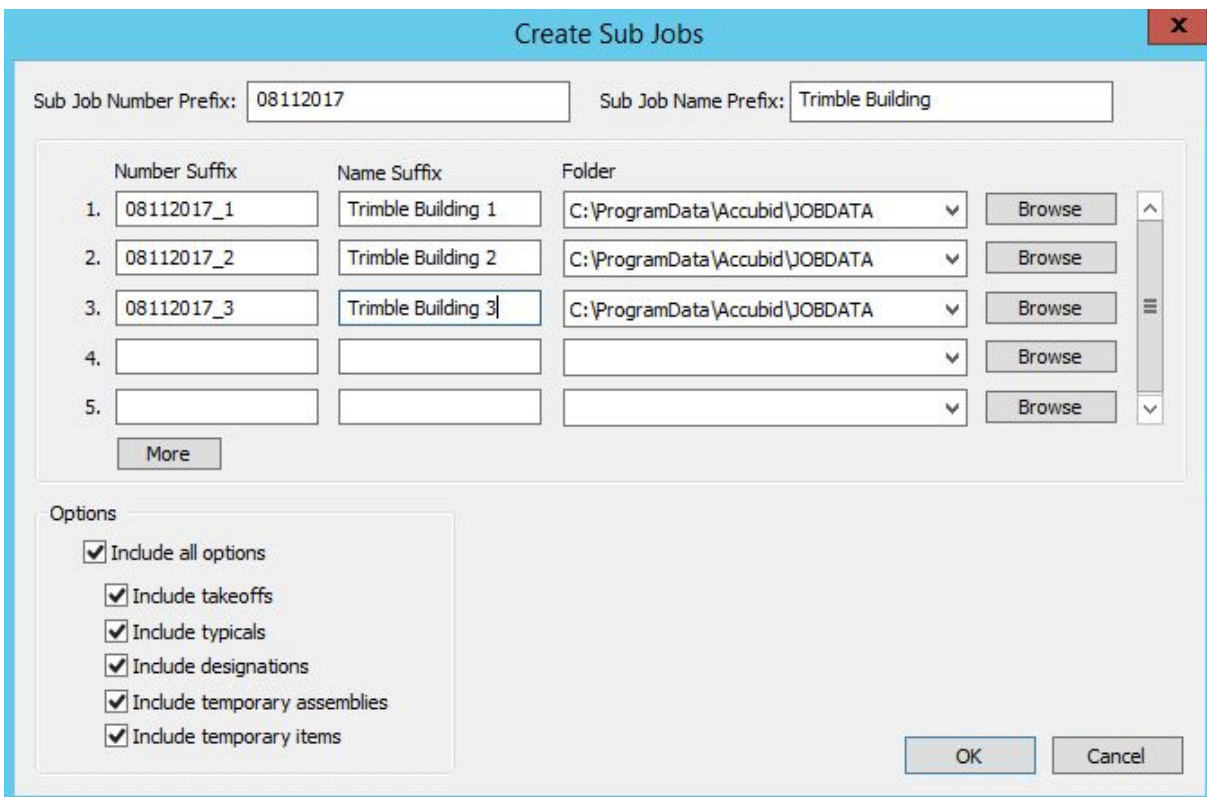 Create Sub Jobs
x
Sub Job Number Prefix: 08112017 Sub Job Name Prefix: Trimble Building
Number Suffix Name Suffix Folder
1. 08112017_1 Trimble Building 1 C:\ProgramData\Accubid\JOBDATA Browse
2. 08112017_2 Trimble Building 2 C:\ProgramData\Accubid\JOBDATA Browse
3. 08112017_3 Trimble Building 3 C:\ProgramData\Accubid\JOBDATA Browse
4. Browse
5. Browse
More
Options
Include all options
Include takeoffs
Include typicals
Include designations
Include temporary assemblies
Include temporary items
OK Cancel